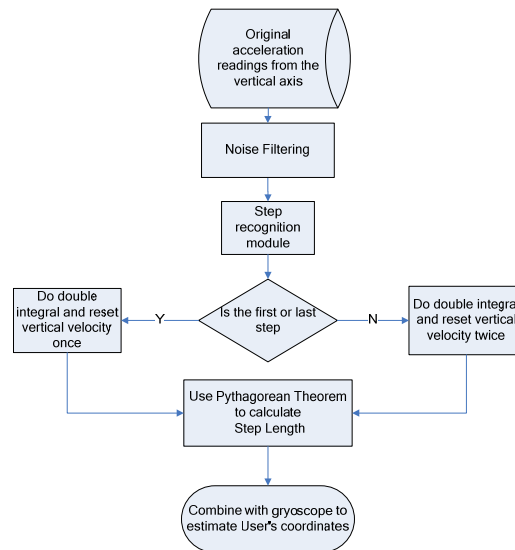 Original
acceleration
readings from the
vertical axis
Noise Filtering
Step
recognition
module
Is the first or last
step
Y
N
Do double
integral and reset
vertical velocity
once
Do double integral
and reset vertical
velocity twice
Use Pythagorean Theorem
to calculate
Step Length
Combine with gryoscope to
estimate User's coordinates